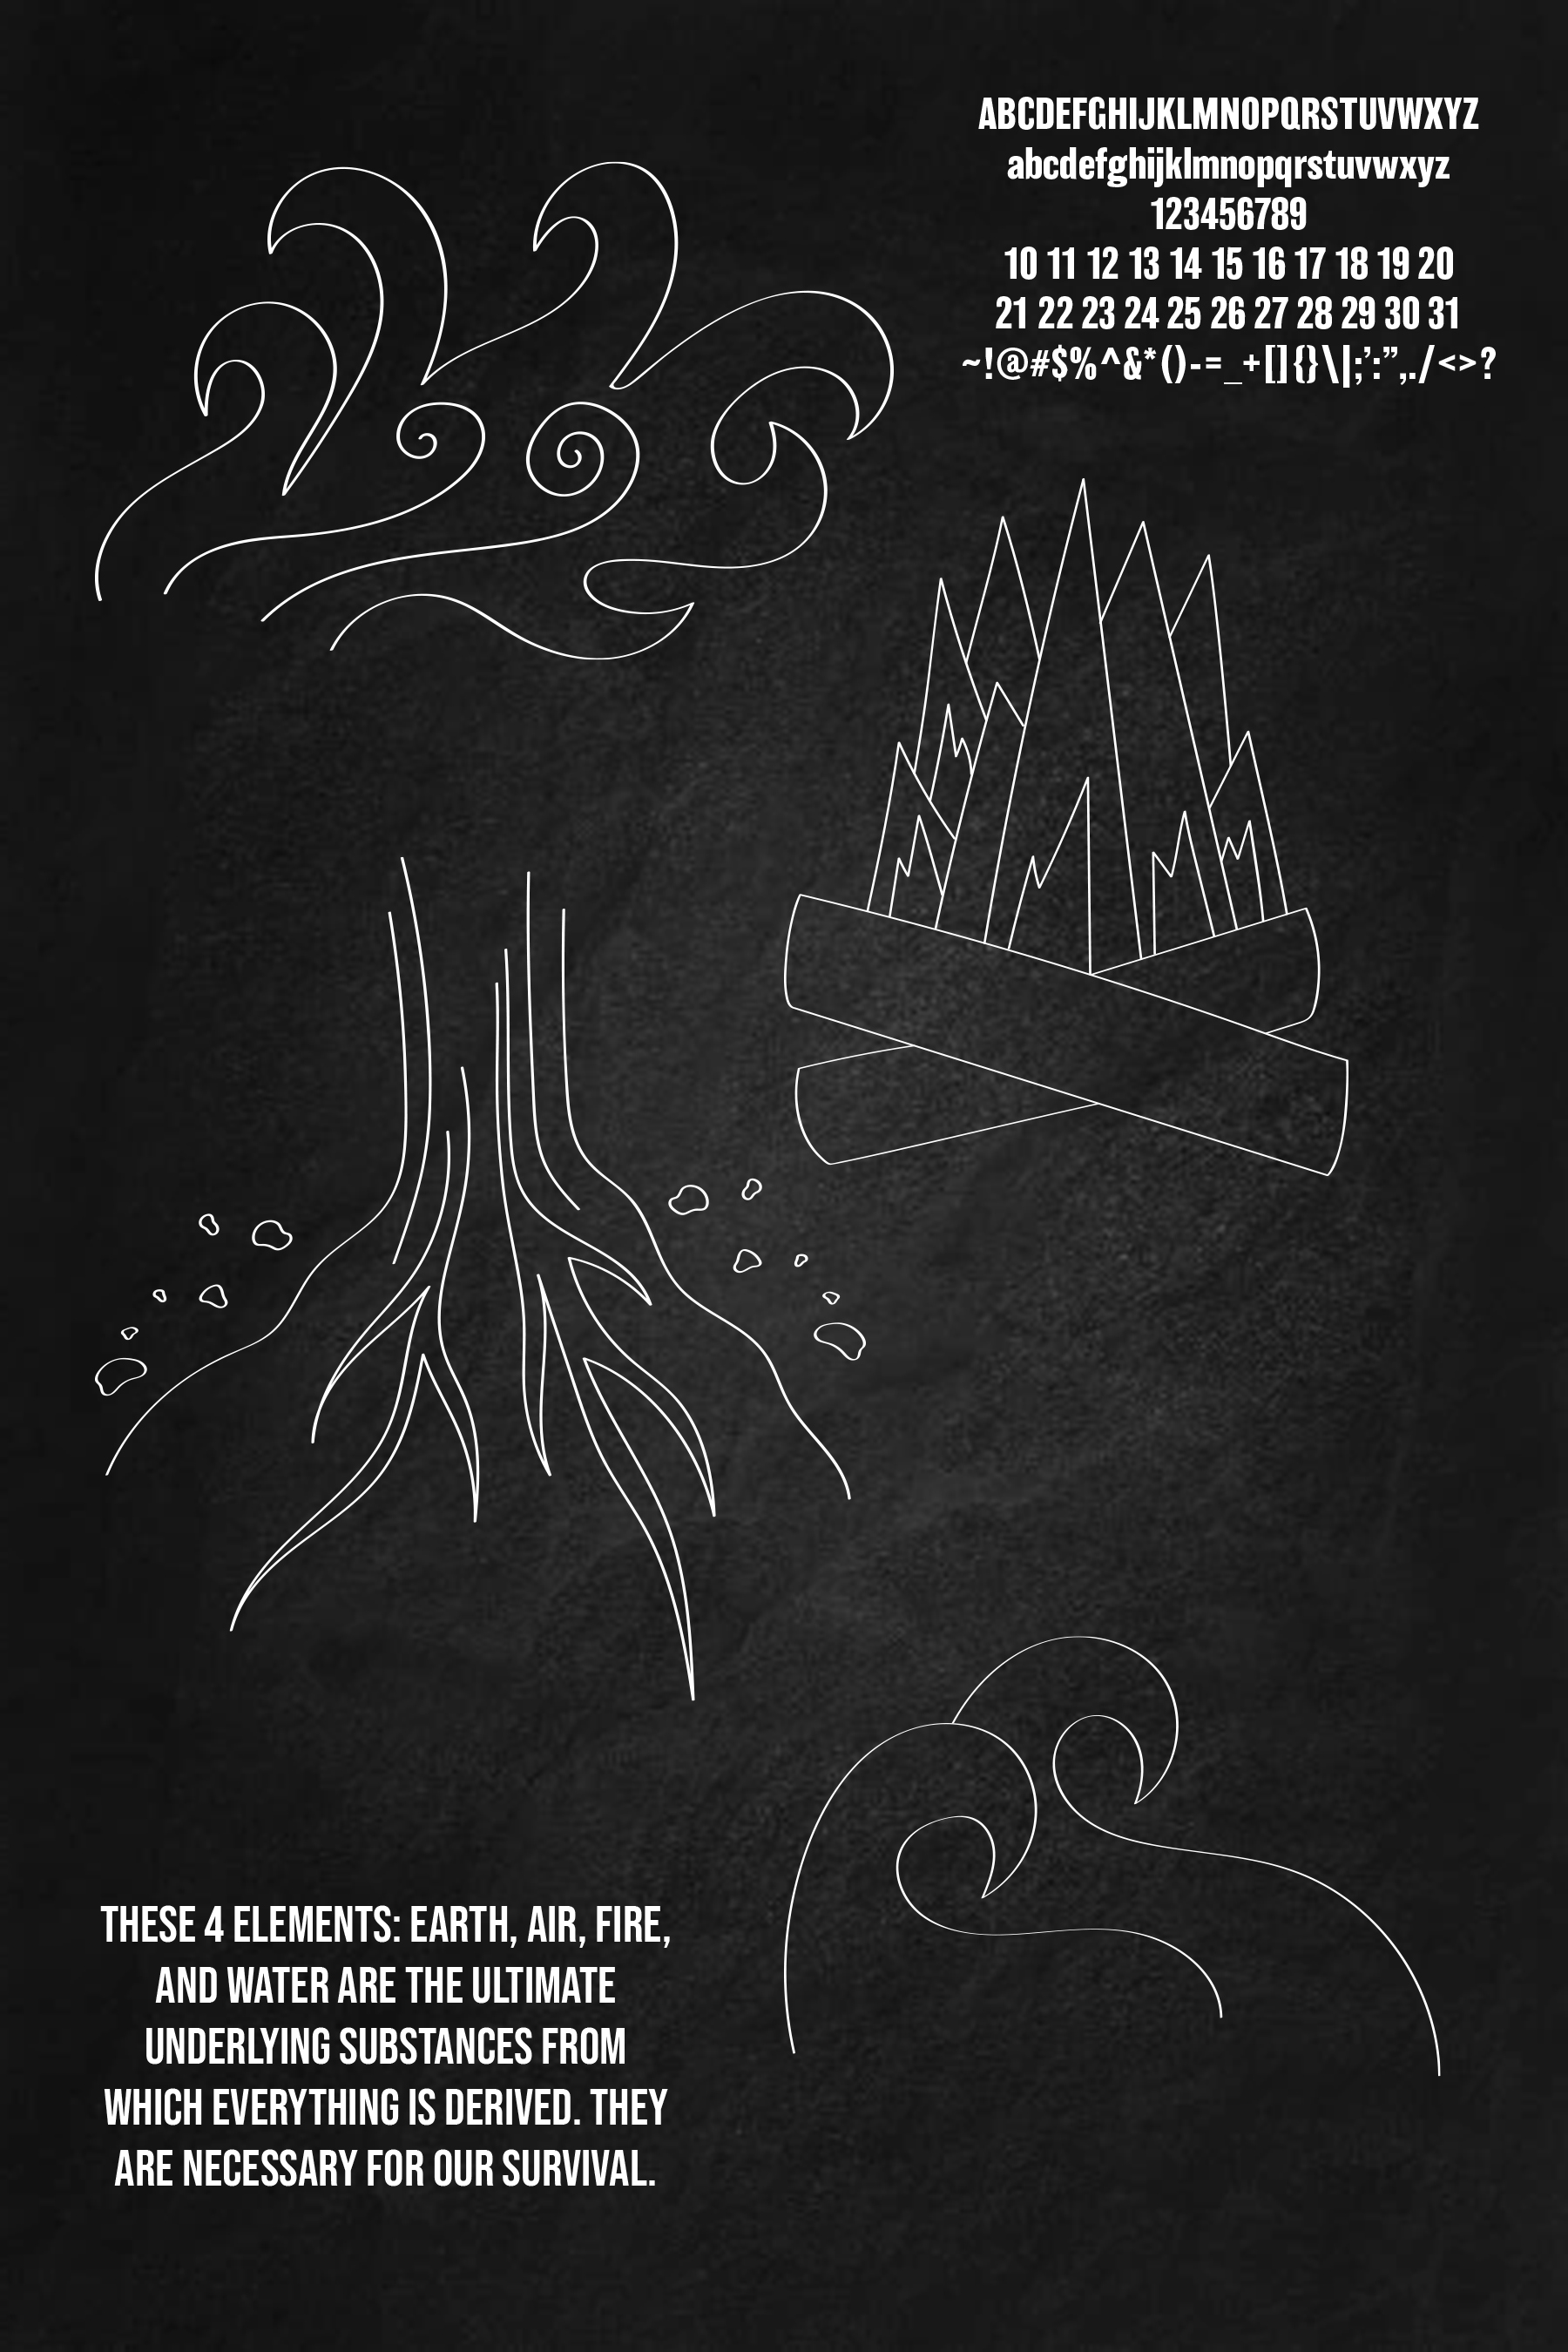 ABCDEFGHIJKLMNOPQRSTUVWXYZ
abcdefghijklmnopqrstuvwxyz
123456789
10 11 12 13 14 15 16 17 18 19 20
21 22 23 24 25 26 27 28 29 30 31
~!@#$%^&*()-=_+[]{}\|;’:”,./<>?
THESE 4 ELEMENTS: EARTH, AIR, FIRE,
AND WATER ARE THE ULTIMATE
UNDERLYING SUBSTANCES FROM
WHICH EVERYTHING IS DERIVED. THEY
ARE NECESSARY FOR OUR SURVIVAL.